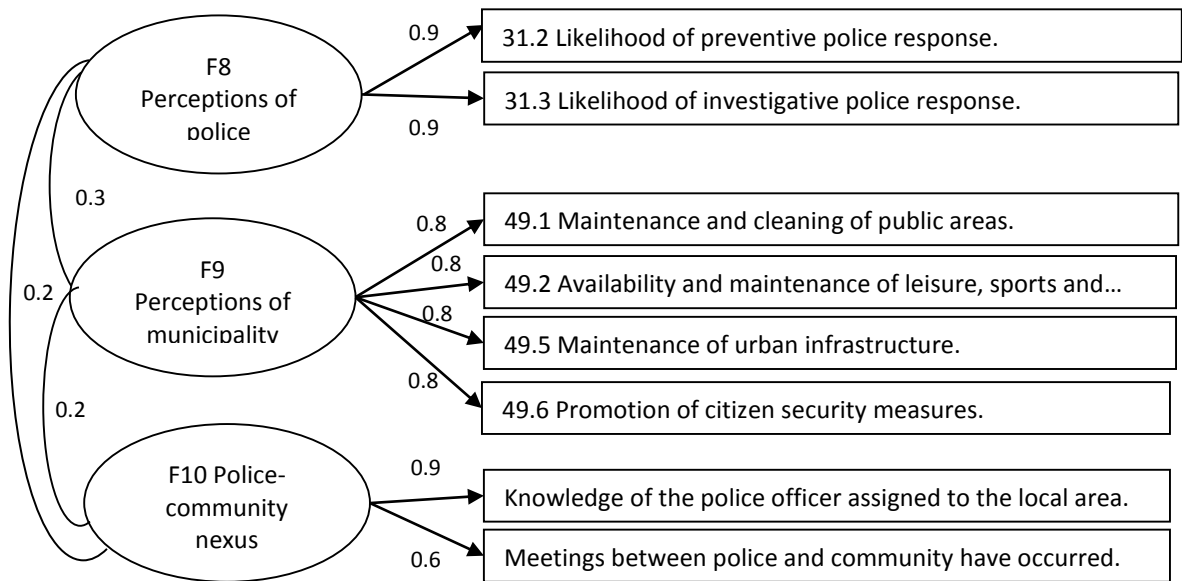 F8
Perceptions of
police
0.9
31.2 Likelihood of preventive police response.
0.9
31.3 Likelihood of investigative police response.
0.3
0.2
F9
Perceptions of
municipality
0.8
49.1 Maintenance and cleaning of public areas.
0.8
49.2 Availability and maintenance of leisure, sports and…
0.8
49.5 Maintenance of urban infrastructure.
0.8
49.6 Promotion of citizen security measures.
0.2
F10 Police-
community
nexus
0.9
Knowledge of the police officer assigned to the local area.
0.6
Meetings between police and community have occurred.